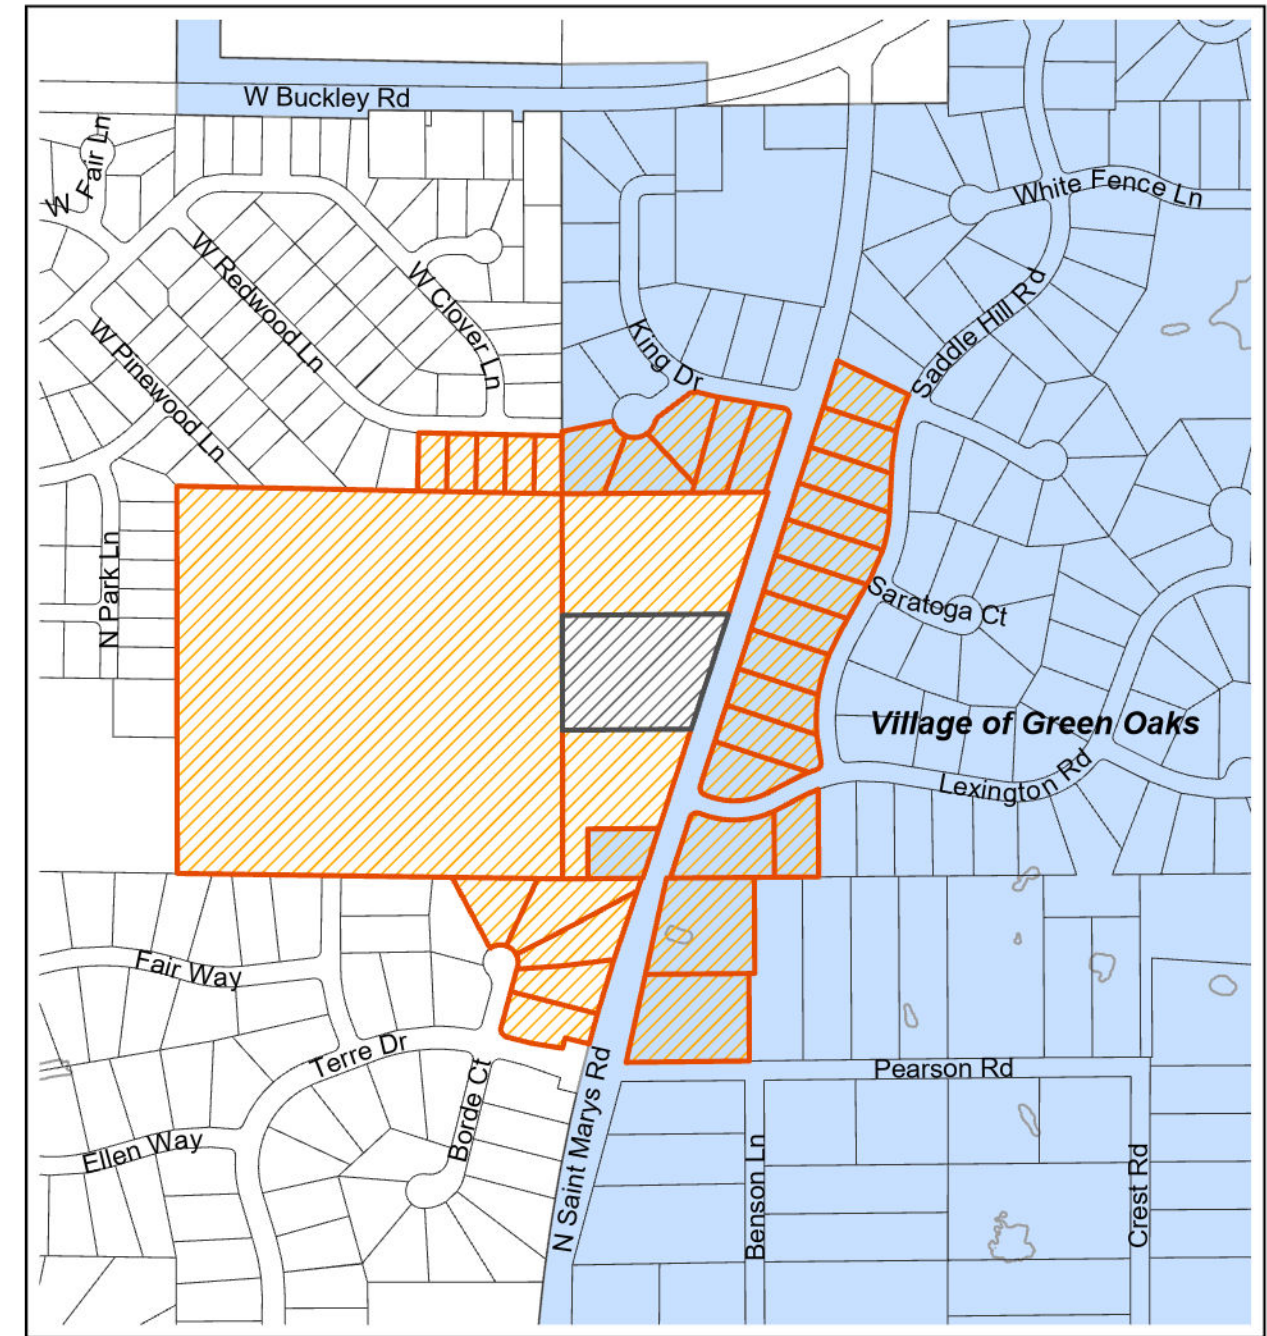 W Buckley Rd
W Fair Ln
White Fence Ln
W Redwood Ln
W Clover Ln
Saddle Hill Rd
W Pinewood Ln
King Dr
N Park Ln
Saratoga Ct
Village of Green Oaks
Lexington Rd
Fair Way
Terre Dr
Pearson Rd
Borde Ct
Ellen Way
N Saint Marys Rd
Benson Ln
Crest Rd